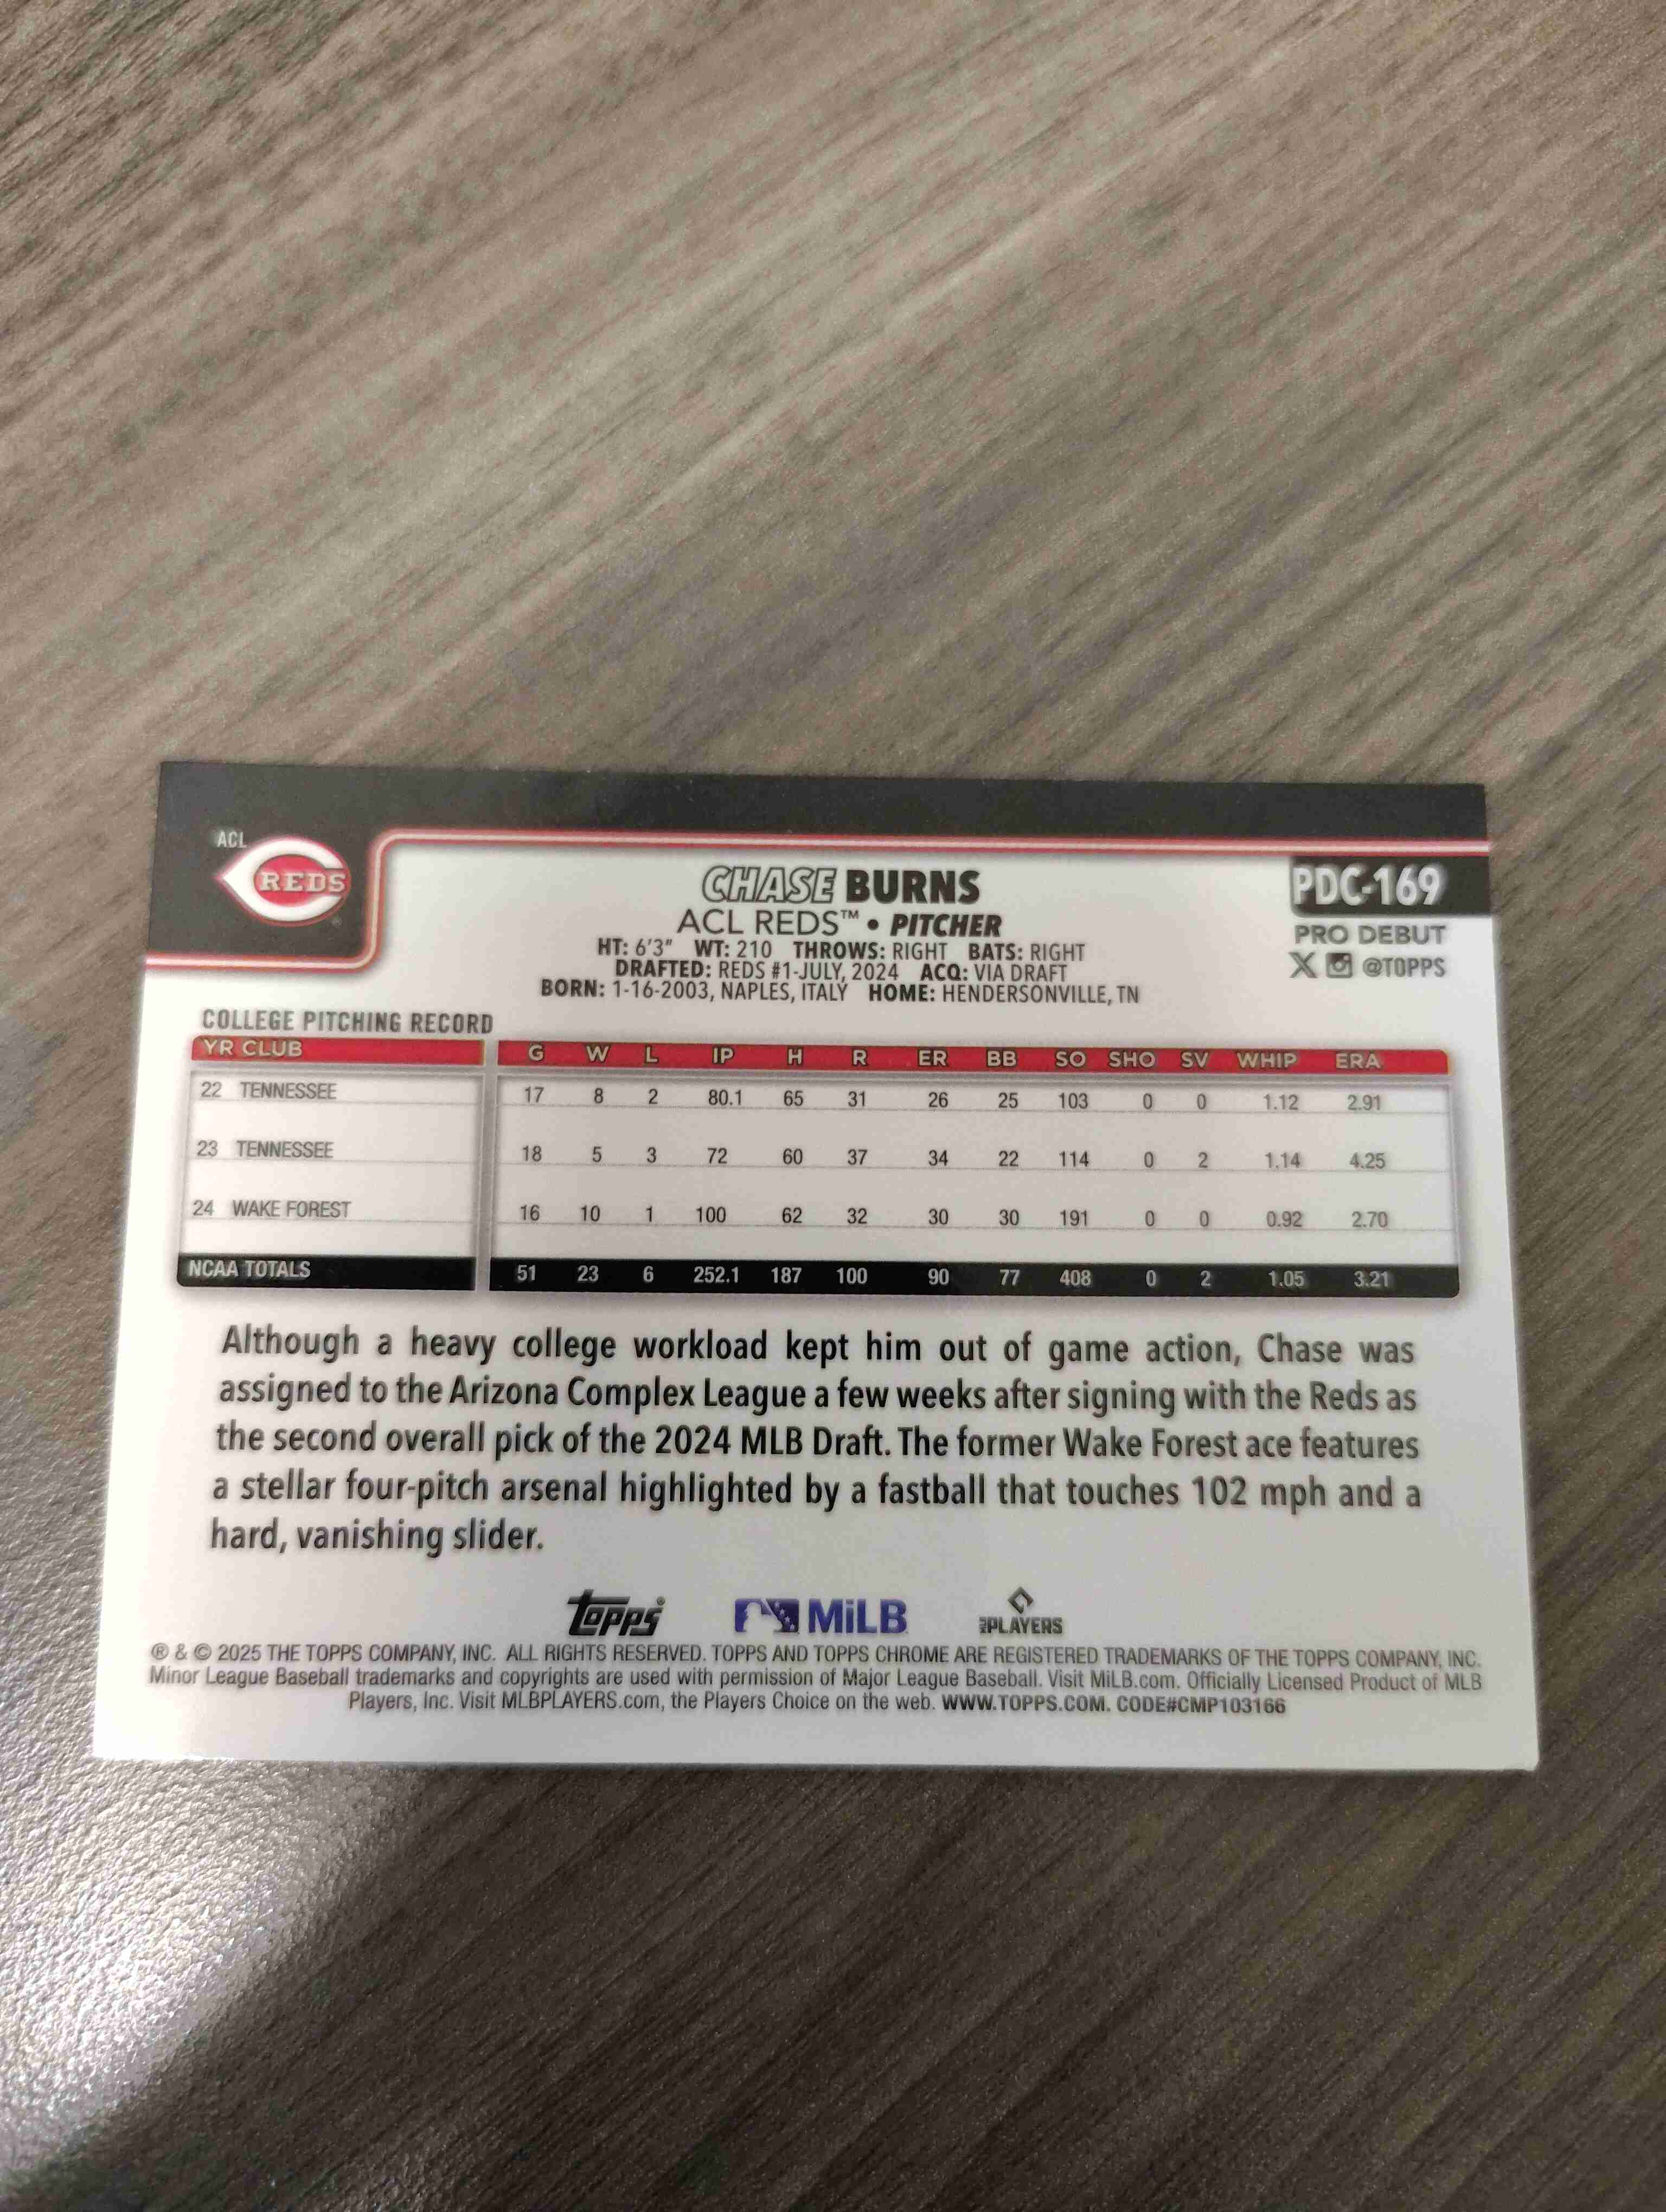 ACL
REDS
CHASE BURNS
PDC-169
ACL REDS™ • PITCHER
PRO DEBUT
HT: 6'3" WT: 210 THROWS: RIGHT BATS: RIGHT
X @TOPPS
DRAFTED: REDS #1-JULY, 2024 ACQ: VIA DRAFT
BORN: 1-16-2003, NAPLES, ITALY HOME: HENDERSONVILLE, TN
COLLEGE PITCHING RECORD
YR CLUB G W L IP H R ER BB SO SHO SV WHIP ERA
22 TENNESSEE 17 8 2 80.1 65 31 26 25 103 0 0 1.12 2.91
23 TENNESSEE 18 5 3 72 60 37 34 22 114 0 2 1.14 4.25
24 WAKE FOREST 16 10 1 100 62 32 30 30 191 0 0 0.92 2.70
NCAA TOTALS 51 23 6 252.1 187 100 90 77 408 0 2 1.05 3.21
Although a heavy college workload kept him out of game action, Chase was
assigned to the Arizona Complex League a few weeks after signing with the Reds as
the second overall pick of the 2024 MLB Draft. The former Wake Forest ace features
a stellar four-pitch arsenal highlighted by a fastball that touches 102 mph and a
hard, vanishing slider.
topps MiLB MLB PLAYERS
® & © 2025 THE TOPPS COMPANY, INC. ALL RIGHTS RESERVED. TOPPS AND TOPPS CHROME ARE REGISTERED TRADEMARKS OF THE TOPPS COMPANY, INC.
Minor League Baseball trademarks and copyrights are used with permission of Major League Baseball. Visit MiLB.com. Officially Licensed Product of MLB
Players, Inc. Visit MLBPLAYERS.com, the Players Choice on the web. WWW.TOPPS.COM. CODE#CMP103166